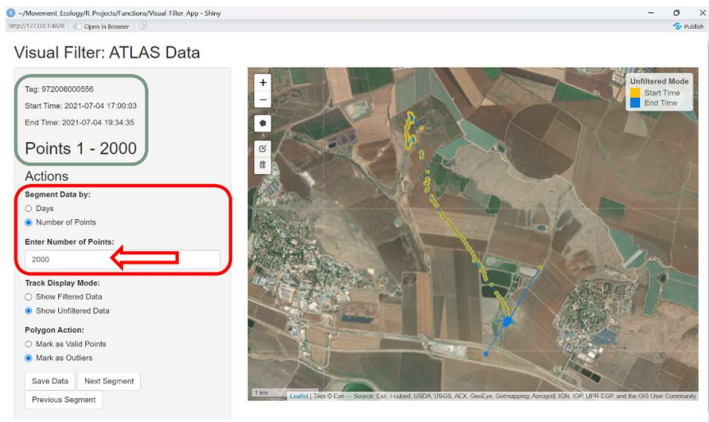 ~/Movement_Ecology/R_Projects/Functions/Visual_Filter_App - Shiny
http://127.0.0.1:4626 Open in Browser
Publish
Visual Filter: ATLAS Data
Tag: 972006000556
Start Time: 2021-07-04 17:00:03
End Time: 2021-07-04 19:34:35
Points 1 - 2000
Actions
Segment Data by:
Days
Number of Points
Enter Number of Points:
2000
Track Display Mode:
Show Filtered Data
Show Unfiltered Data
Polygon Action:
Mark as Valid Points
Mark as Outliers
Save Data Next Segment
Previous Segment
+
−
Unfiltered Mode
Start Time
End Time
1 km
Leaflet | Tiles © Esri — Source: Esri, i-cubed, USDA, USGS, AEX, GeoEye, Getmapping, Aerogrid, IGN, IGP, UPR-EGP, and the GIS User Community